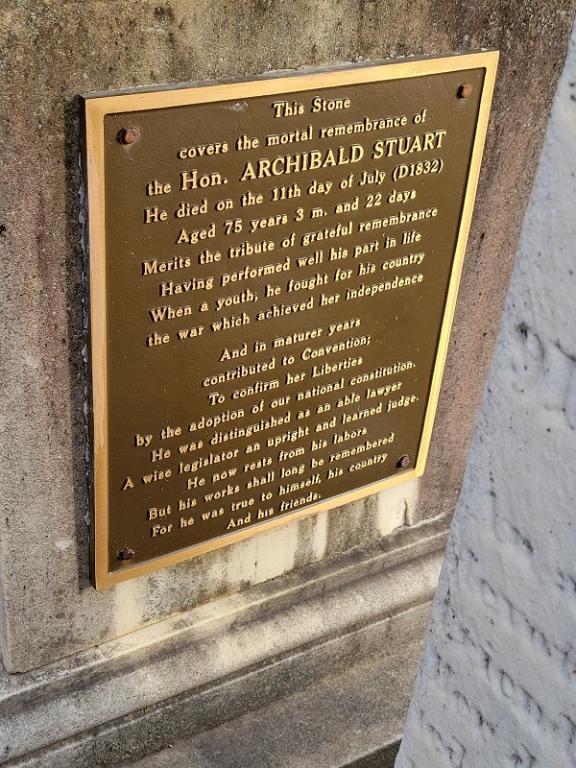 This Stone
covers the mortal remembrance of
the Hon. ARCHIBALD STUART
He died on the 11th day of July (D1832)
Aged 75 years 3 m. and 22 days
Merits the tribute of grateful remembrance
Having performed well his part in life
When a youth, he fought for his country
the war which achieved her independence
And in maturer years
contributed to Convention;
To confirm her Liberties
by the adoption of our national constitution.
He was distinguished as an able lawyer
A wise legislator an upright and learned judge.
He now rests from his labors
But his works shall long be remembered
For he was true to himself, his country
And his friends.